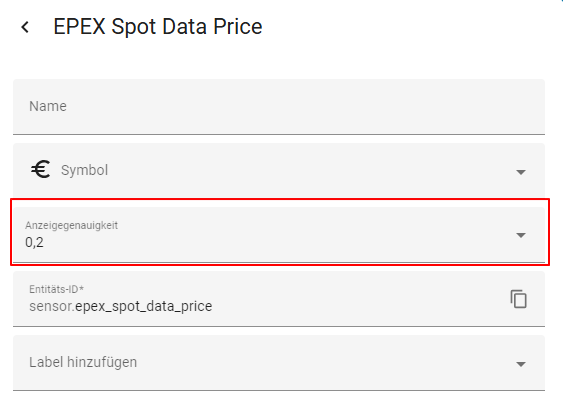 EPEX Spot Data Price
Name
€ Symbol
Anzeigegenauigkeit
0,2
Entitäts-ID*
sensor.epex_spot_data_price
Label hinzufügen